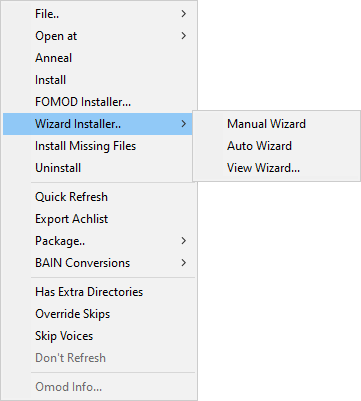 File..
Open at
Anneal
Install
FOMOD Installer...
Wizard Installer..
Manual Wizard
Auto Wizard
View Wizard...
Install Missing Files
Uninstall
Quick Refresh
Export Achlist
Package..
BAIN Conversions
Has Extra Directories
Override Skips
Skip Voices
Don't Refresh
Omod Info...